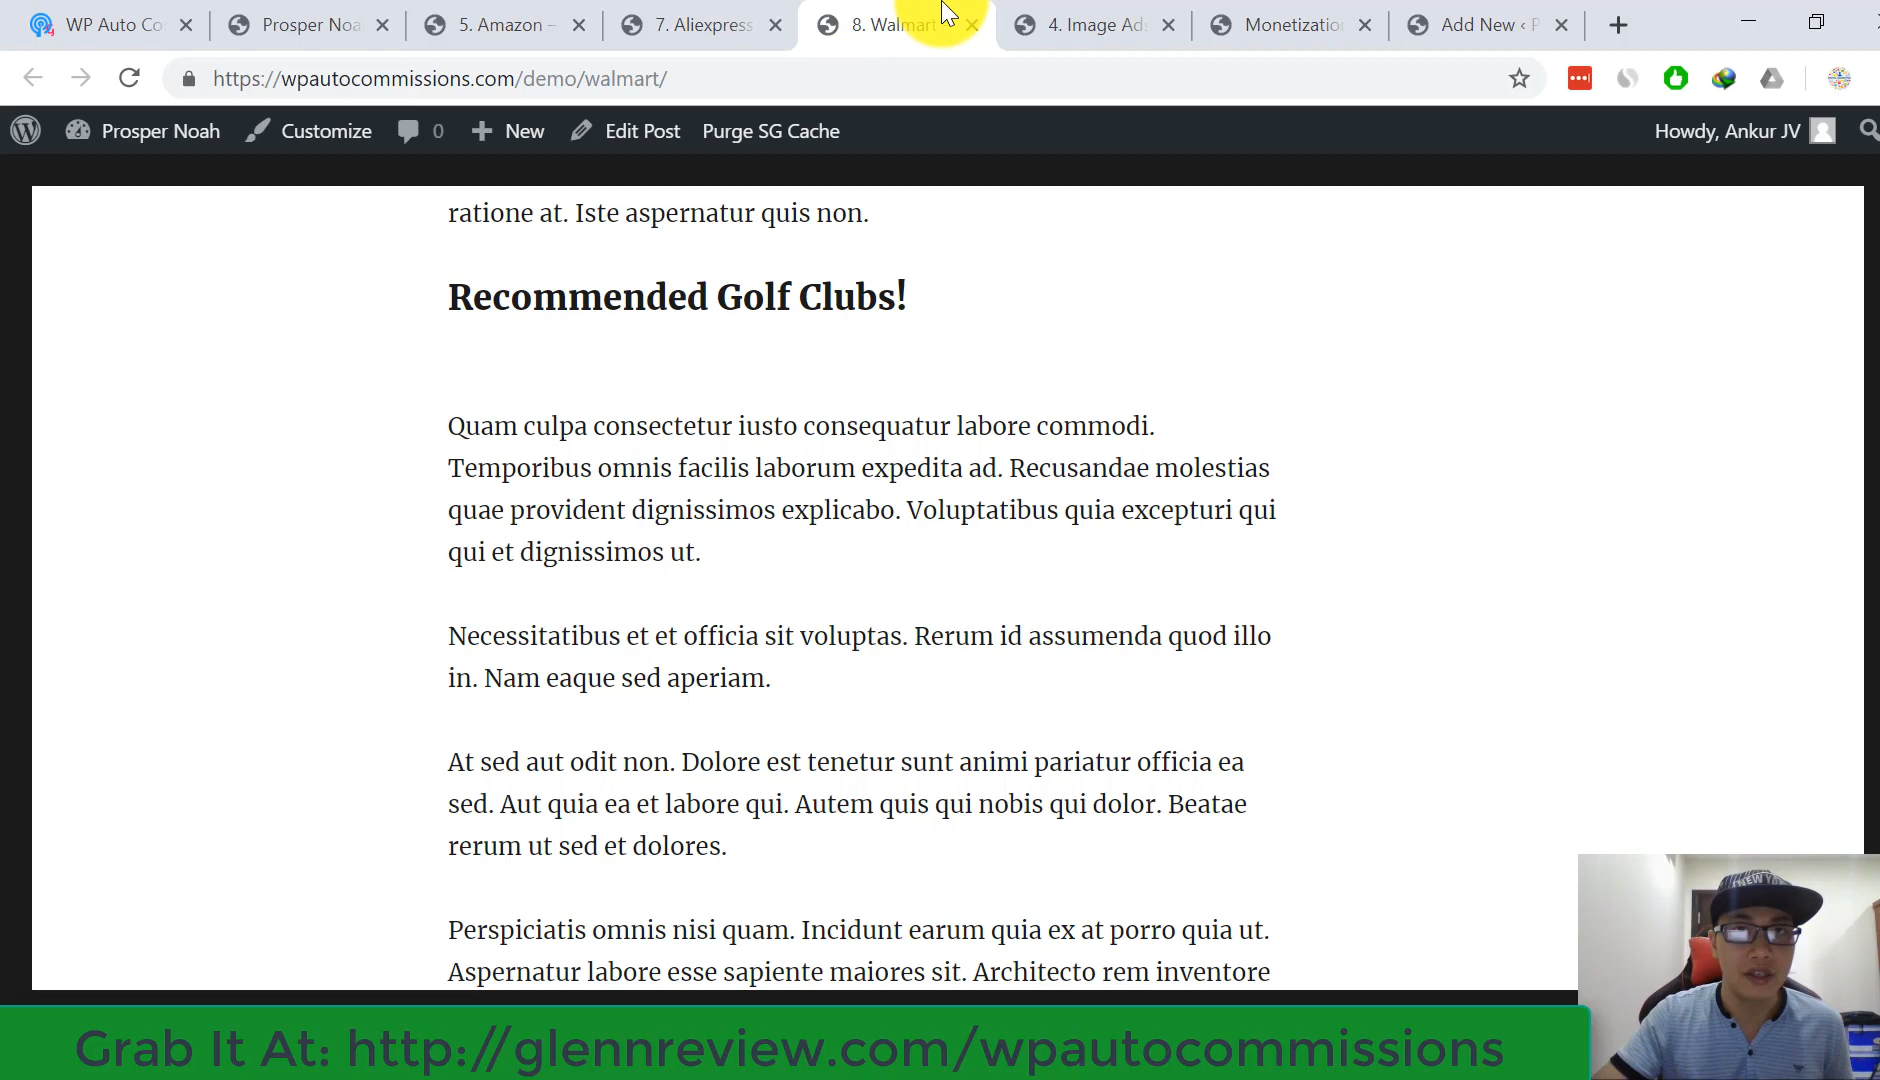 WP Auto Co
Prosper Noa
5. Amazon –
7. Aliexpress
8. Walmart
4. Image Ads
Monetizatio
Add New ‹ P
https://wpautocommissions.com/demo/walmart/
Prosper Noah
Customize
0
New
Edit Post
Purge SG Cache
Howdy, Ankur JV
ratione at. Iste aspernatur quis non.
Recommended Golf Clubs!
Quam culpa consectetur iusto consequatur labore commodi.
Temporibus omnis facilis laborum expedita ad. Recusandae molestias
quae provident dignissimos explicabo. Voluptatibus quia excepturi qui
qui et dignissimos ut.
Necessitatibus et et officia sit voluptas. Rerum id assumenda quod illo
in. Nam eaque sed aperiam.
At sed aut odit non. Dolore est tenetur sunt animi pariatur officia ea
sed. Aut quia ea et labore qui. Autem quis qui nobis qui dolor. Beatae
rerum ut sed et dolores.
Perspiciatis omnis nisi quam. Incidunt earum quia ex at porro quia ut.
Aspernatur labore esse sapiente maiores sit. Architecto rem inventore
NEW YO
Grab It At: http://glennreview.com/wpautocommissions